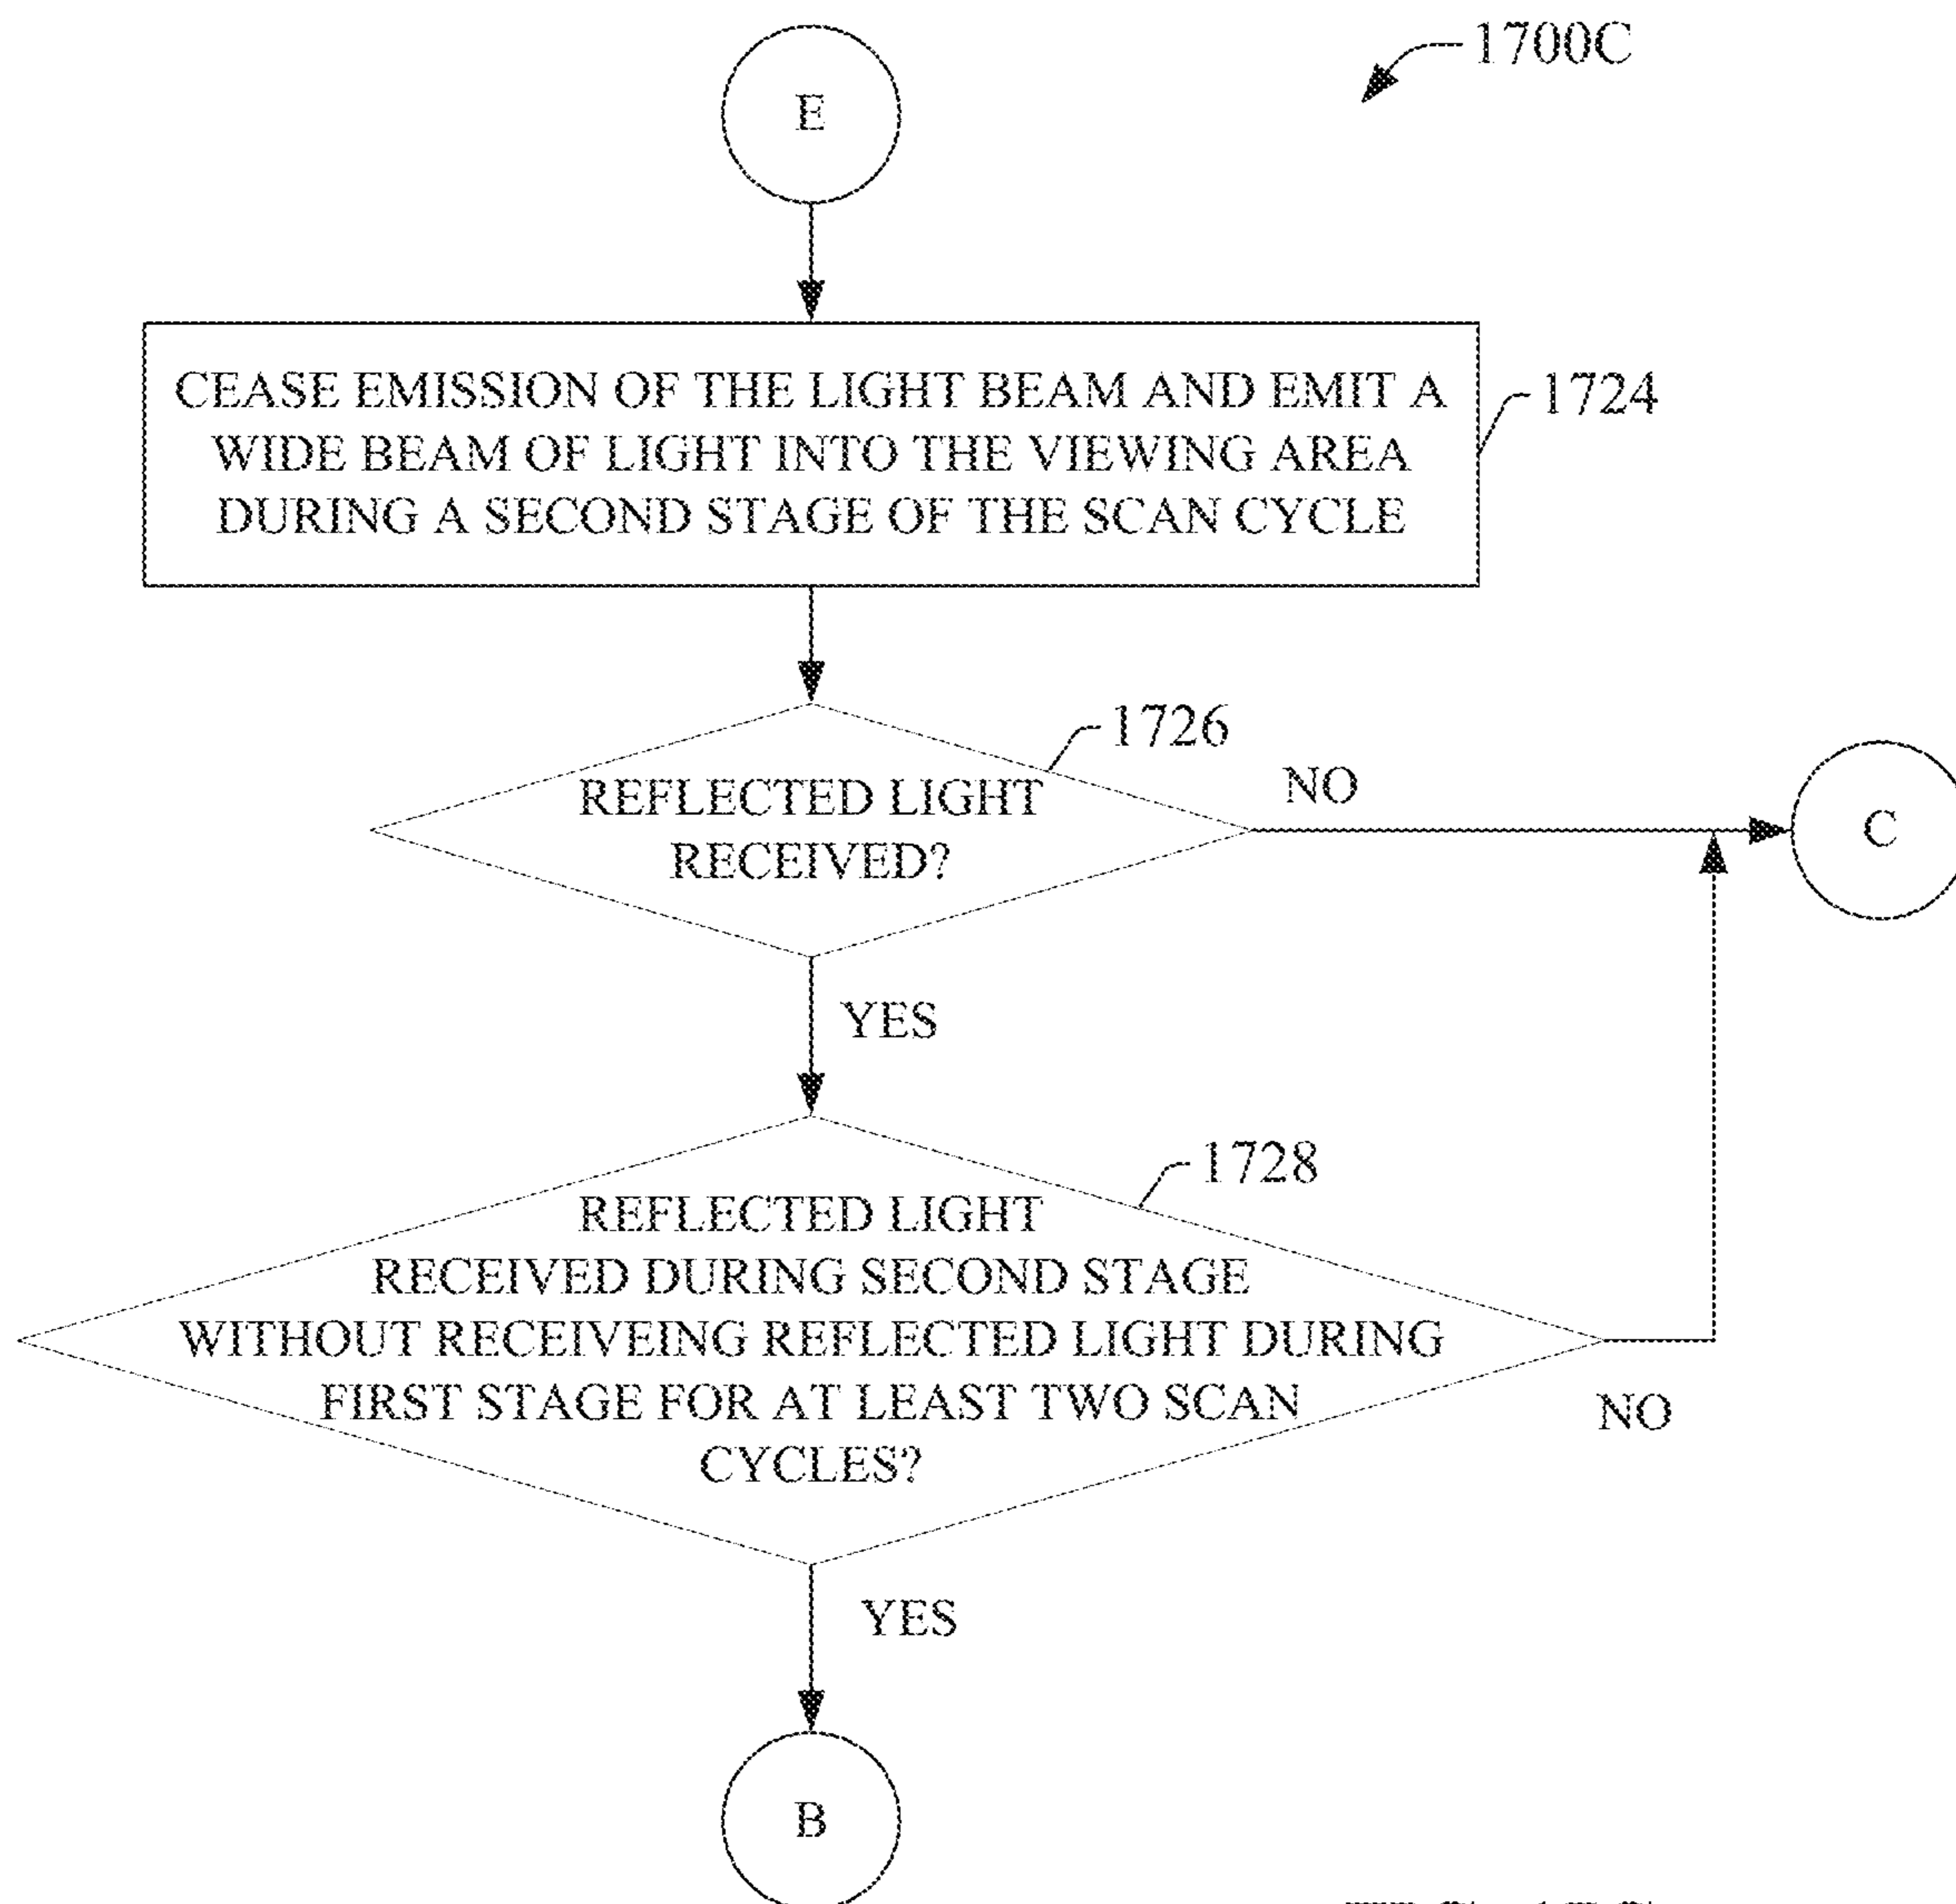 1700C
E
CEASE EMISSION OF THE LIGHT BEAM AND EMIT A
WIDE BEAM OF LIGHT INTO THE VIEWING AREA
DURING A SECOND STAGE OF THE SCAN CYCLE
1724
1726
REFLECTED LIGHT
RECEIVED?
NO
C
YES
1728
REFLECTED LIGHT
RECEIVED DURING SECOND STAGE
WITHOUT RECEIVEING REFLECTED LIGHT DURING
FIRST STAGE FOR AT LEAST TWO SCAN
CYCLES?
NO
YES
B